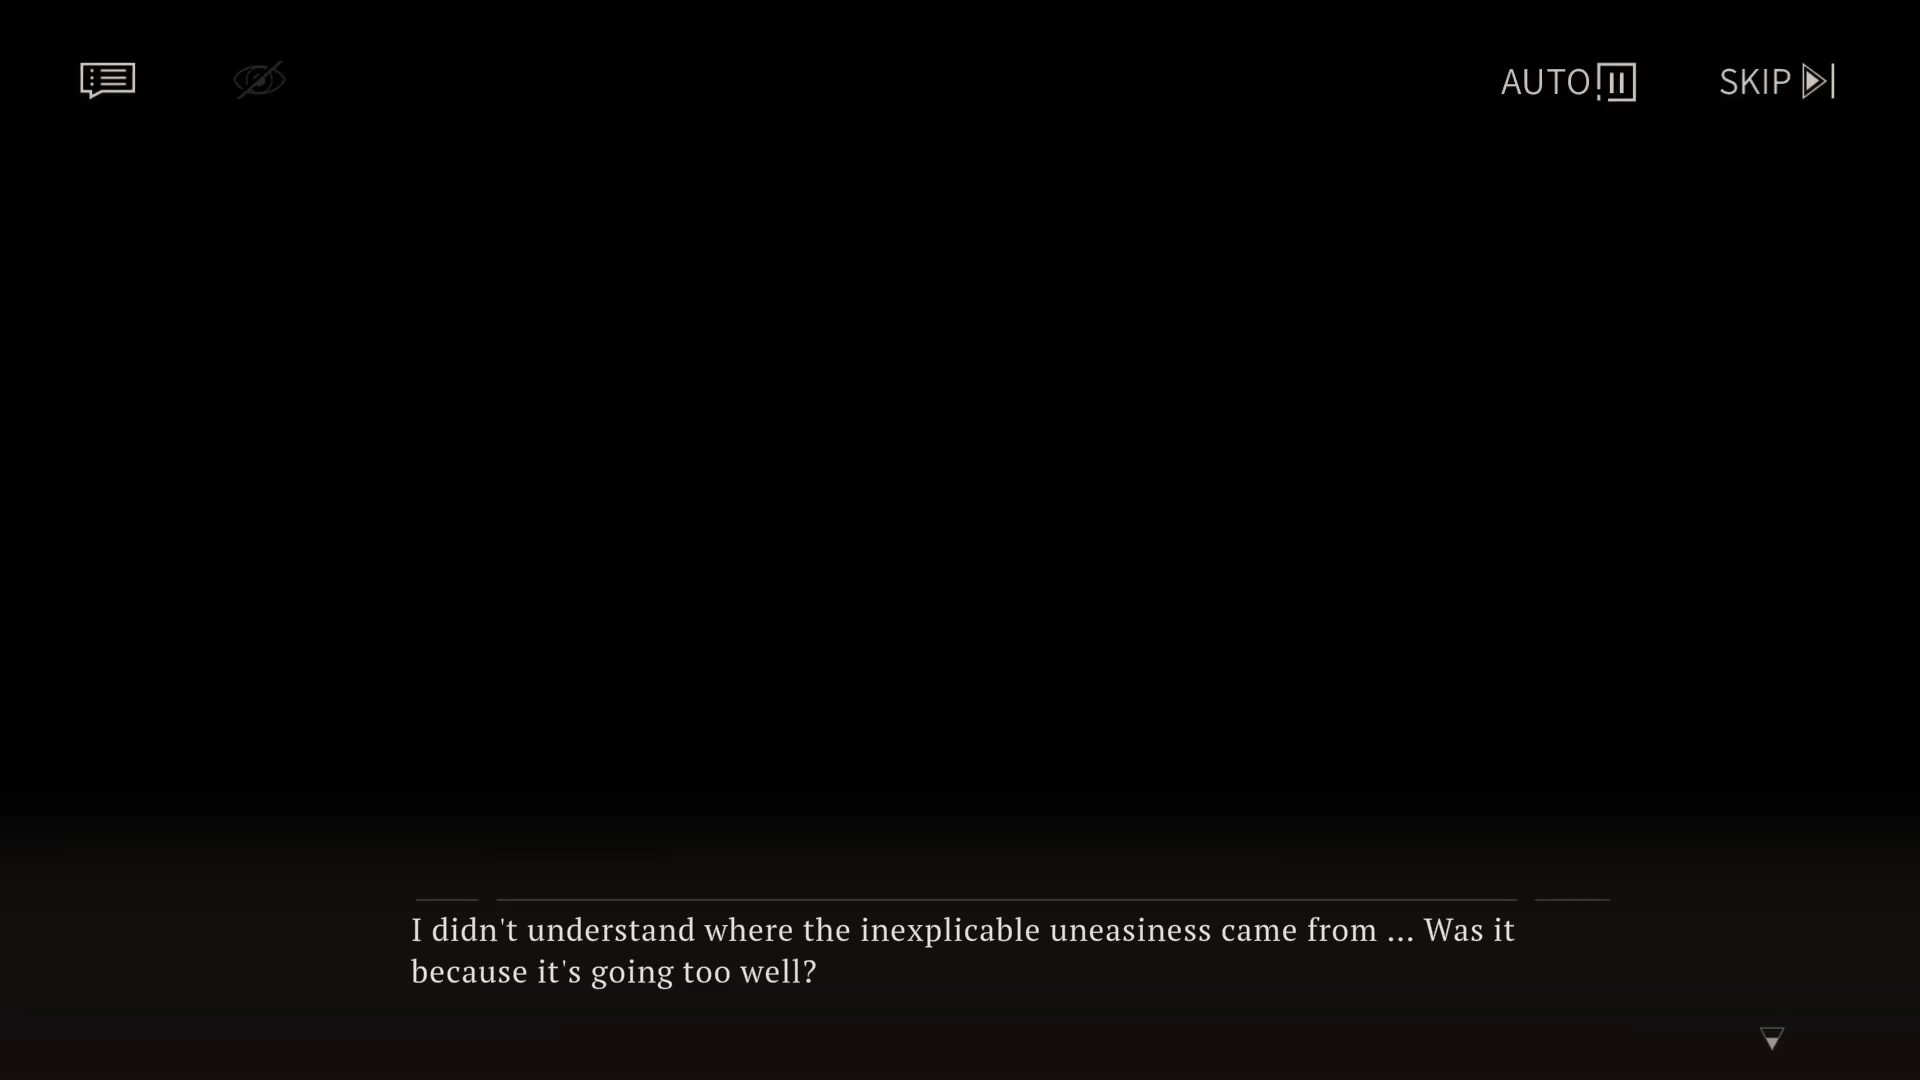 AUTO SKIP
I didn't understand where the inexplicable uneasiness came from ... Was it
because it's going too well?